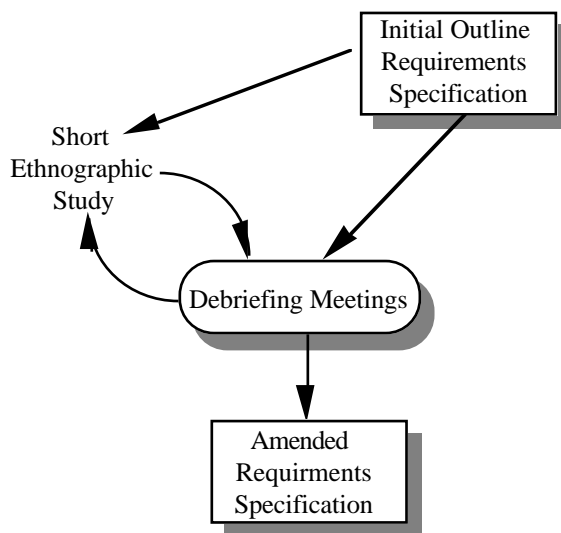 Initial Outline
Requirements
Specification
Short
Ethnographic
Study
Debriefing Meetings
Amended
Requirments
Specification